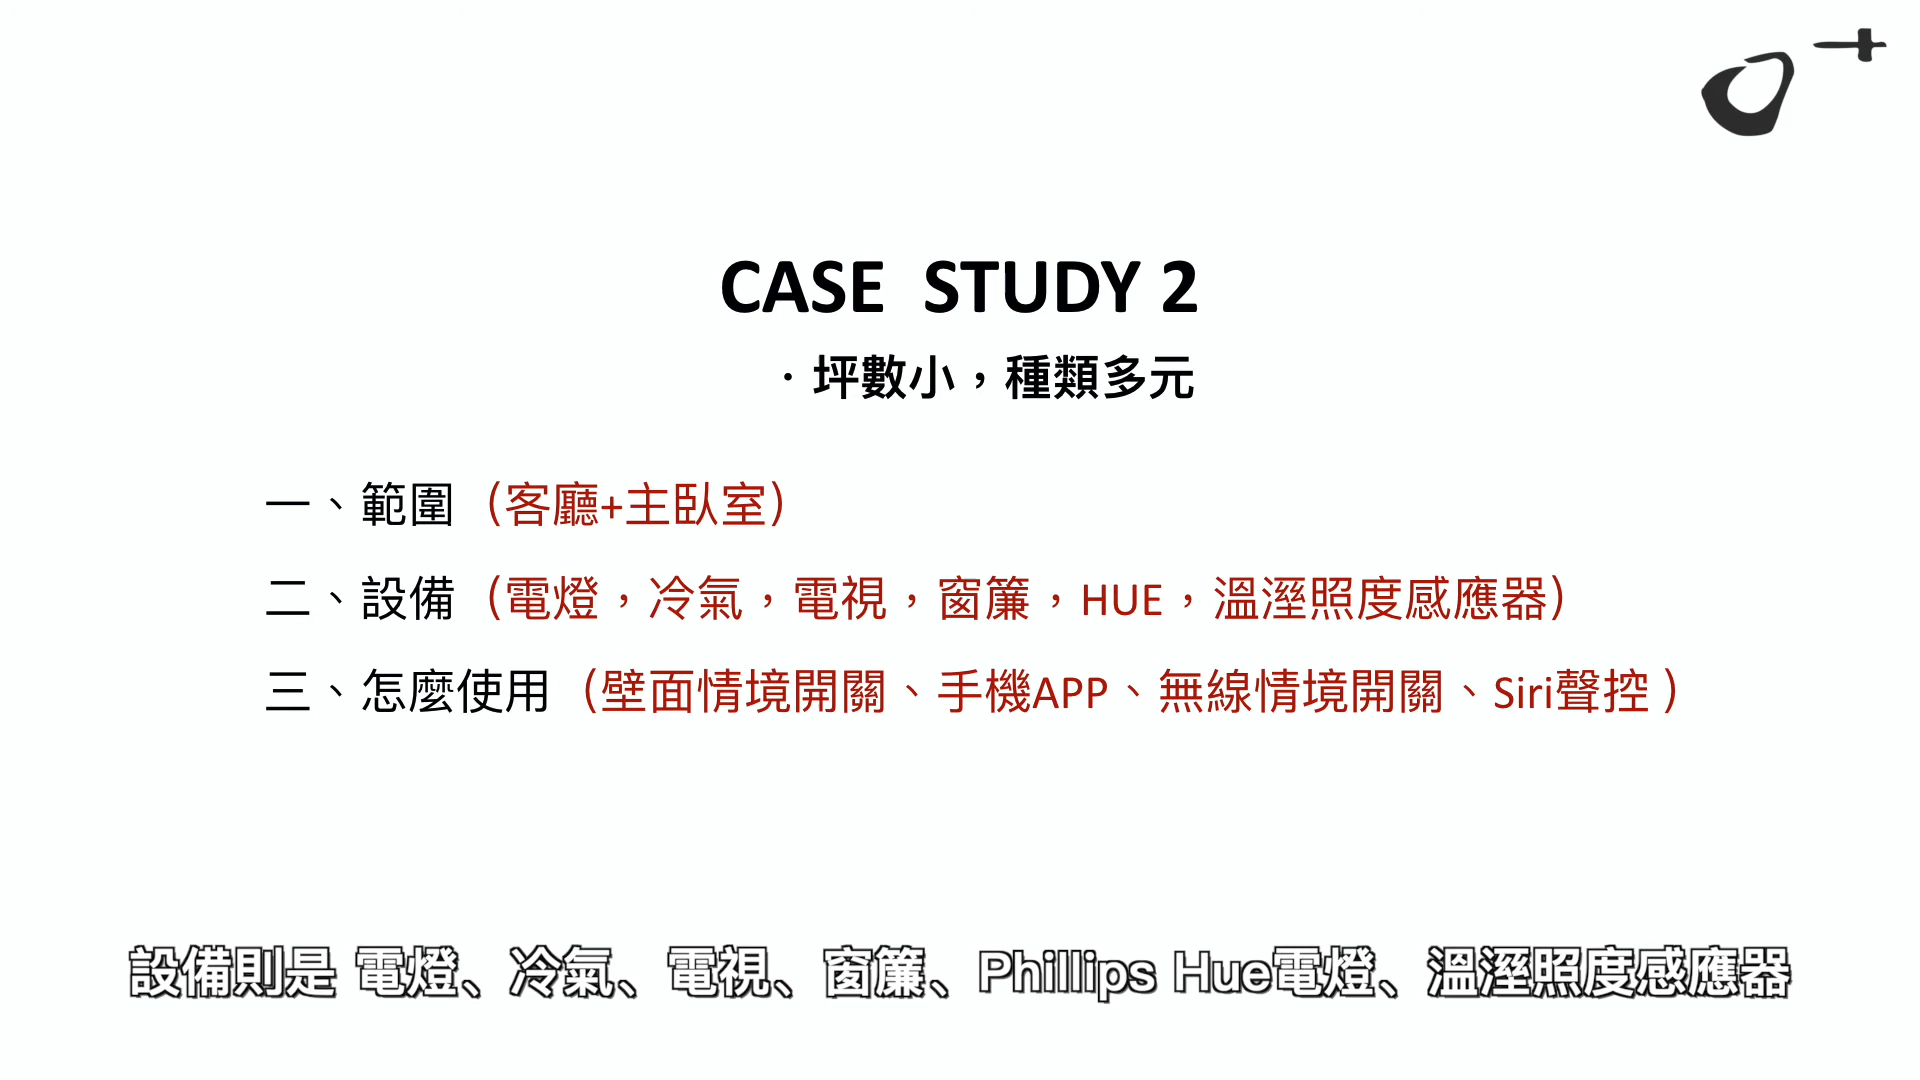 CASE STUDY 2
·坪數小，種類多元
一、範圍（客廳+主臥室）
二、設備（電燈，冷氣，電視，窗簾，HUE，溫溼照度感應器）
三、怎麼使用（壁面情境開關、手機APP、無線情境開關、Siri聲控）
設備則是 電燈、冷氣、電視、窗簾、Phillips Hue電燈、溫溼照度感應器